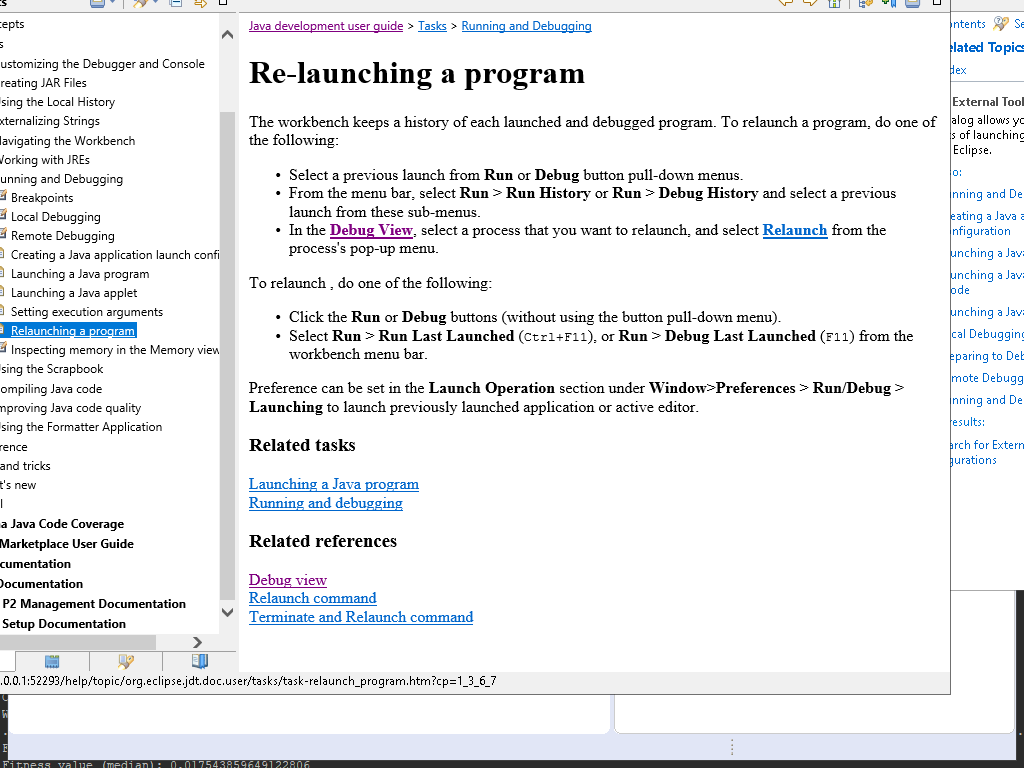 Java development user guide > Tasks > Running and Debugging
Re-launching a program
The workbench keeps a history of each launched and debugged program. To relaunch a program, do one of
the following:
• Select a previous launch from Run or Debug button pull-down menus.
• From the menu bar, select Run > Run History or Run > Debug History and select a previous
launch from these sub-menus.
• In the Debug View, select a process that you want to relaunch, and select Relaunch from the
process's pop-up menu.
To relaunch , do one of the following:
• Click the Run or Debug buttons (without using the button pull-down menu).
• Select Run > Run Last Launched (Ctrl+F11), or Run > Debug Last Launched (F11) from the
workbench menu bar.
Preference can be set in the Launch Operation section under Window>Preferences > Run/Debug >
Launching to launch previously launched application or active editor.
Related tasks
Launching a Java program
Running and debugging
Related references
Debug view
Relaunch command
Terminate and Relaunch command
cepts
s
ustomizing the Debugger and Console
reating JAR Files
sing the Local History
xternalizing Strings
avigating the Workbench
orking with JREs
unning and Debugging
Breakpoints
Local Debugging
Remote Debugging
Creating a Java application launch confi
Launching a Java program
Launching a Java applet
Setting execution arguments
Relaunching a program
Inspecting memory in the Memory view
sing the Scrapbook
ompiling Java code
mproving Java code quality
sing the Formatter Application
rence
and tricks
t's new
l
a Java Code Coverage
Marketplace User Guide
cumentation
Documentation
P2 Management Documentation
Setup Documentation
.0.0.1:52293/help/topic/org.eclipse.jdt.doc.user/tasks/task-relaunch_program.htm?cp=1_3_6_7
ontents Se
elated Topics
dex
External Tool
alog allows yo
s of launching
Eclipse.
o:
nning and De
eating a Java a
nfiguration
unching a Java
unching a Java
ode
unching a Java
cal Debugging
eparing to Deb
mote Debugg
nning and De
results:
arch for Extern
gurations
Fitness value (median): 0.017543859649122806